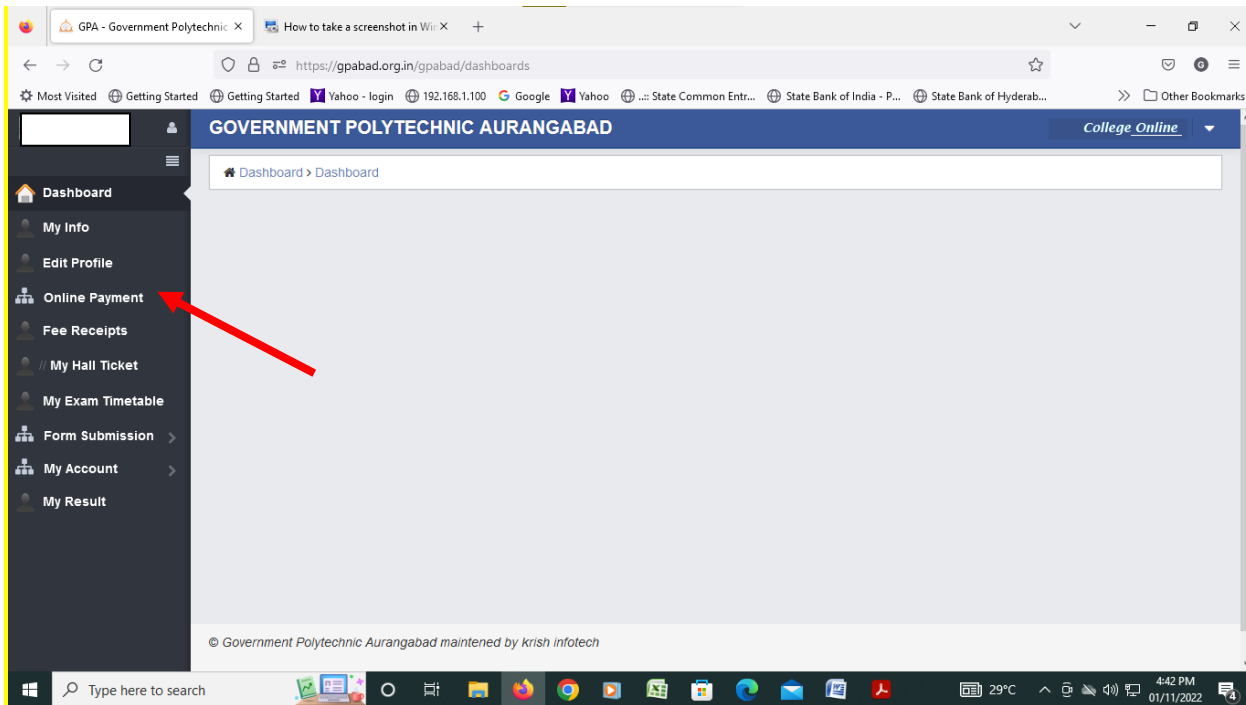 GPA - Government Polytechnic
How to take a screenshot in Win
https://gpabad.org.in/gpabad/dashboards
G
Most Visited Getting Started Getting Started Yahoo - login 192.168.1.100 Google Yahoo ..:: State Common Entr... State Bank of India - P... State Bank of Hyderab... Other Bookmarks
GOVERNMENT POLYTECHNIC AURANGABAD College Online
Dashboard > Dashboard
Dashboard
My Info
Edit Profile
Online Payment
Fee Receipts
// My Hall Ticket
My Exam Timetable
Form Submission
My Account
My Result
© Government Polytechnic Aurangabad maintened by krish infotech
Type here to search 29°C 4:42 PM
01/11/2022 4